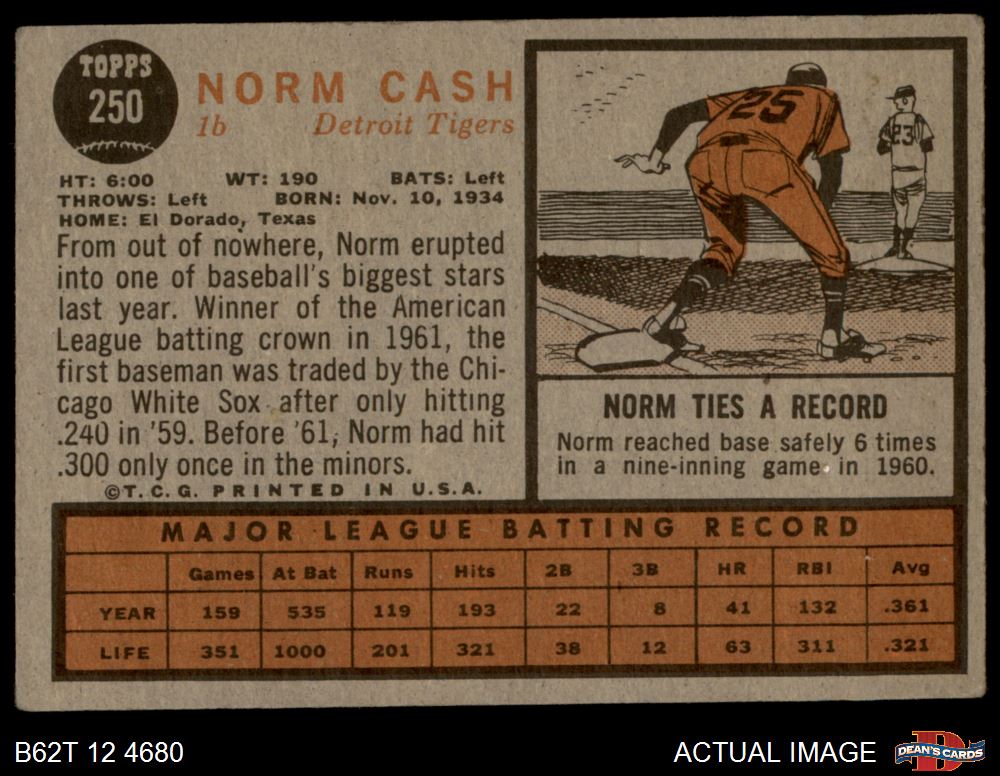 TOPPS
250
NORM CASH
1b Detroit Tigers
HT: 6:00 WT: 190 BATS: Left
THROWS: Left BORN: Nov. 10, 1934
HOME: El Dorado, Texas
From out of nowhere, Norm erupted
into one of baseball's biggest stars
last year. Winner of the American
League batting crown in 1961, the
first baseman was traded by the Chi-
cago White Sox after only hitting
.240 in '59. Before '61, Norm had hit
.300 only once in the minors.
©T. C. G. PRINTED IN U.S.A.
25
23
NORM TIES A RECORD
Norm reached base safely 6 times
in a nine-inning game in 1960.
MAJOR LEAGUE BATTING RECORD
Games At Bat Runs Hits 2B 3B HR RBI Avg
YEAR 159 535 119 193 22 8 41 132 .361
LIFE 351 1000 201 321 38 12 63 311 .321
B62T 12 4680 ACTUAL IMAGE D DEAN'S CARDS